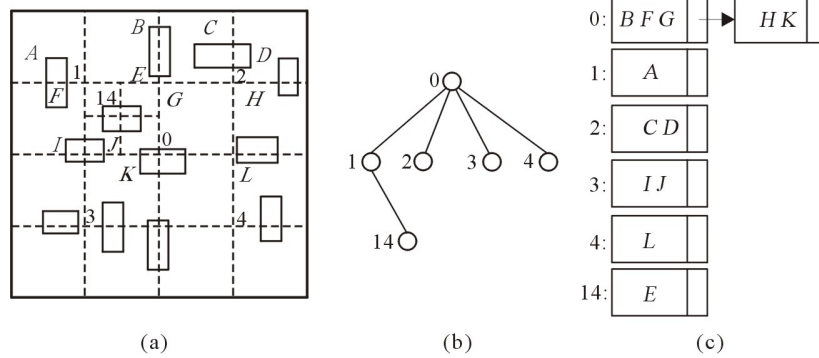 A
B
C
D
1
E
2
F
14
G
H
0
I
J
K
L
3
4
(a)
0
1
2
3
4
14
(b)
0: B F G H K
1: A
2: C D
3: I J
4: L
14: E
(c)